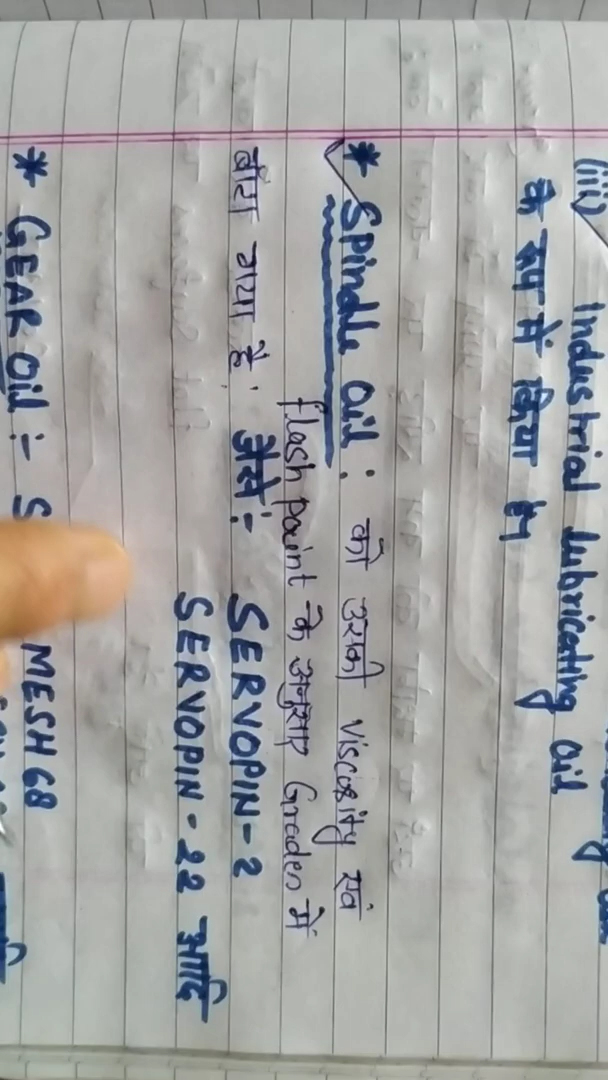 (iii) Industrial Lubricating Oil
के रूप में किया है।
* Spindle Oil: को उसकी viscosity एवं
flash point के अनुसार Grades में
बाँटा गया है: जैसे:- SERVOPIN-2
SERVOPIN-22 आदि
* GEAR Oil:- S MESH 68